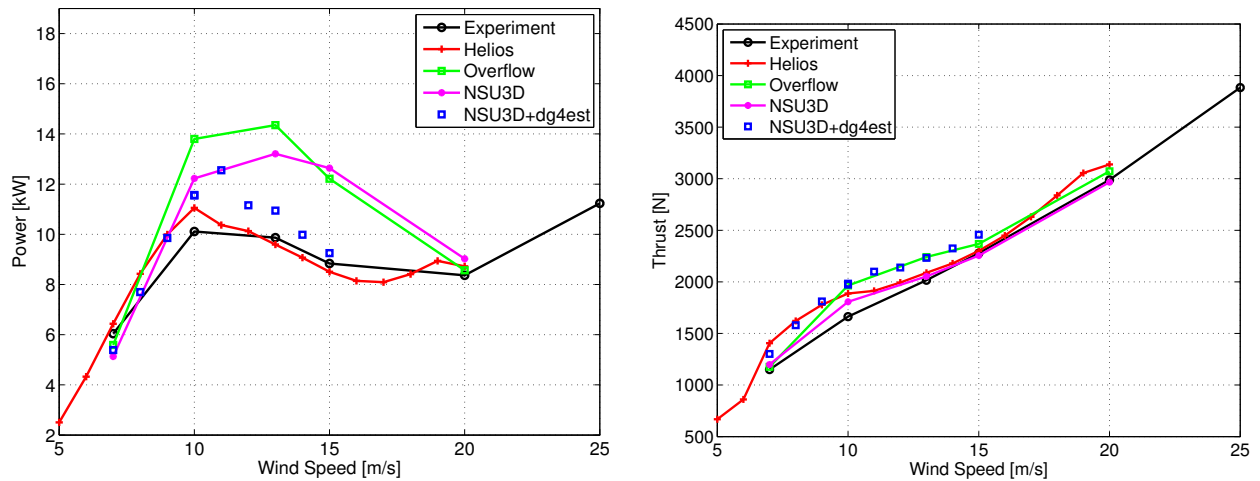 18
16
14
12
10
8
6
4
2
Power [kW]
5 10 15 20 25
Wind Speed [m/s]
Experiment
Helios
Overflow
NSU3D
NSU3D+dg4est
4500
4000
3500
3000
2500
2000
1500
1000
500
Thrust [N]
5 10 15 20 25
Wind Speed [m/s]
Experiment
Helios
Overflow
NSU3D
NSU3D+dg4est